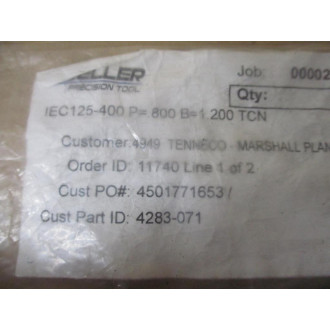 ELLER
PRECISION TOOL
Job: 00002
Qty:
IEC125-400 P=.800 B=1.200 TCN
Customer: 4949 TENNECO - MARSHALL PLAN
Order ID: 11740 Line 1 of 2
Cust PO#: 4501771653 /
Cust Part ID: 4283-071